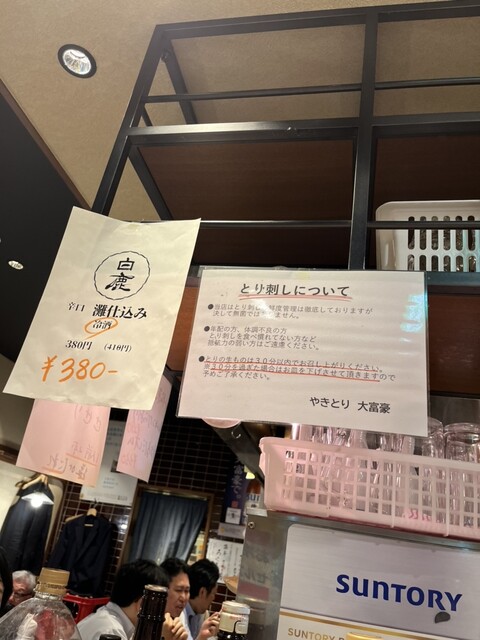 白鹿
辛口 灘仕込み
冷酒
380円 (418円)
¥380-
とり刺しについて
●当店はとり刺し 鮮度管理は徹底しておりますが
決して無菌では ません。
●年配の方、体調不良の方
とり刺しを食べ慣れてない方など
抵抗力の弱い方はご遠慮ください。
●とりの生ものは30分以内でお召し上がりください。
※30分を過ぎた場合はお皿を下げさせて頂きますので
予めご了承ください。
やきとり 大富豪
SUNTORY
SUNTORY